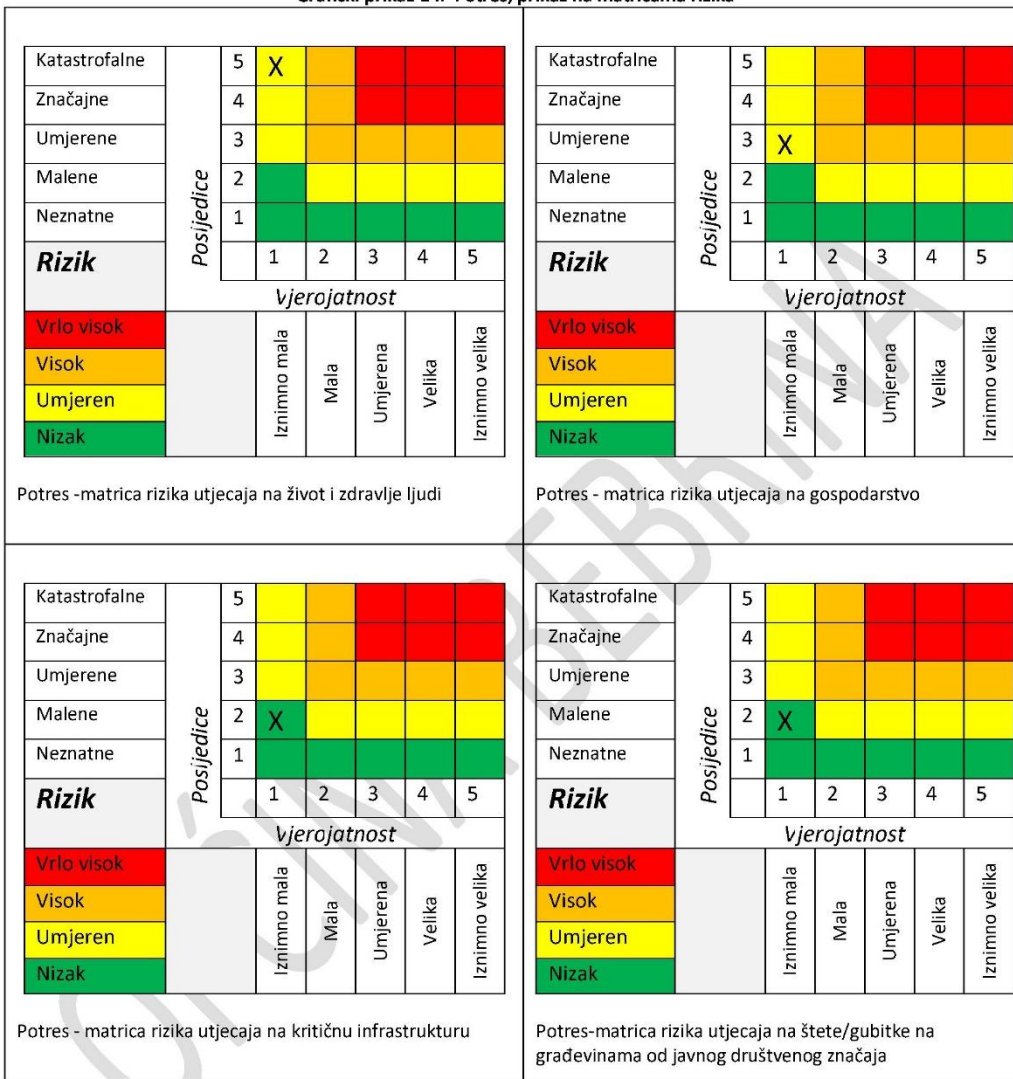 Katastrofalne 5 X
Značajne 4
Umjerene 3
Malene 2
Neznatne 1
Posijedice
Rizik 1 2 3 4 5
Vjerojatnost
Vrlo visok
Visok
Umjeren
Nizak
Iznimno mala
Mala
Umjerena
Velika
Iznimno velika
Potres -matrica rizika utjecaja na život i zdravlje ljudi
Katastrofalne 5
Značajne 4
Umjerene 3 X
Malene 2
Neznatne 1
Posijedice
Rizik 1 2 3 4 5
Vjerojatnost
Vrlo visok
Visok
Umjeren
Nizak
Iznimno mala
Mala
Umjerena
Velika
Iznimno velika
Potres - matrica rizika utjecaja na gospodarstvo
Katastrofalne 5
Značajne 4
Umjerene 3
Malene 2 X
Neznatne 1
Posijedice
Rizik 1 2 3 4 5
Vjerojatnost
Vrlo visok
Visok
Umjeren
Nizak
Iznimno mala
Mala
Umjerena
Velika
Iznimno velika
Potres - matrica rizika utjecaja na kritičnu infrastrukturu
Katastrofalne 5
Značajne 4
Umjerene 3
Malene 2 X
Neznatne 1
Posijedice
Rizik 1 2 3 4 5
Vjerojatnost
Vrlo visok
Visok
Umjeren
Nizak
Iznimno mala
Mala
Umjerena
Velika
Iznimno velika
Potres-matrica rizika utjecaja na štete/gubitke na
građevinama od javnog društvenog značaja
OPĆINA BEBRINA